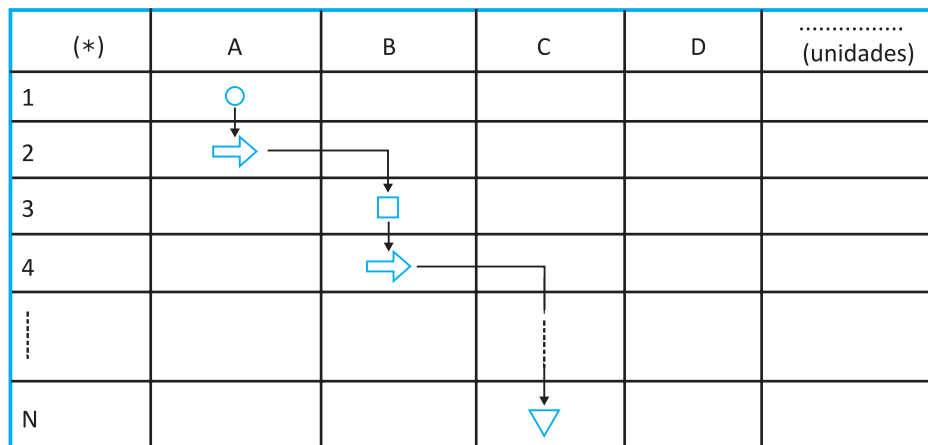 (*) A B C D ................
(unidades)
1
2
3
4
N